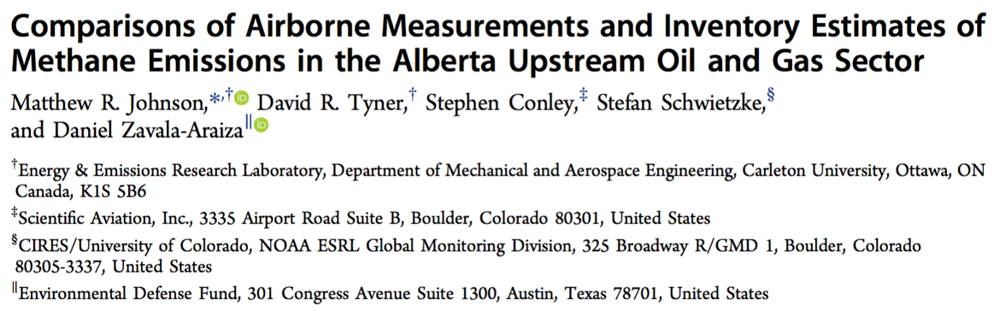 Comparisons of Airborne Measurements and Inventory Estimates of
Methane Emissions in the Alberta Upstream Oil and Gas Sector
Matthew R. Johnson,*,† David R. Tyner,† Stephen Conley,‡ Stefan Schwietzke,§
and Daniel Zavala-Araiza∥
†Energy & Emissions Research Laboratory, Department of Mechanical and Aerospace Engineering, Carleton University, Ottawa, ON
Canada, K1S 5B6
‡Scientific Aviation, Inc., 3335 Airport Road Suite B, Boulder, Colorado 80301, United States
§CIRES/University of Colorado, NOAA ESRL Global Monitoring Division, 325 Broadway R/GMD 1, Boulder, Colorado
80305-3337, United States
∥Environmental Defense Fund, 301 Congress Avenue Suite 1300, Austin, Texas 78701, United States